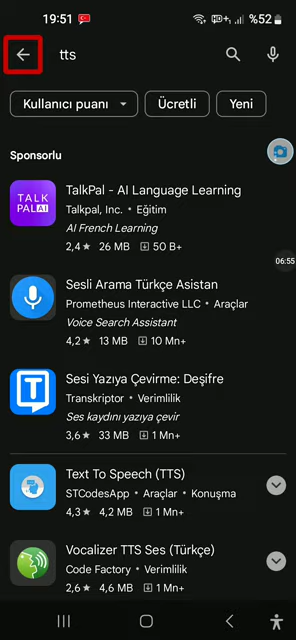 19:51 %52
tts
Kullanıcı puanı Ücretli Yeni
Sponsorlu
TALK
PAL AI
TalkPal - AI Language Learning
Talkpal, Inc. • Eğitim
AI French Learning
2,4★ 26 MB 50 B+
06:55
Sesli Arama Türkçe Asistan
Prometheus Interactive LLC • Araçlar
Voice Search Assistant
4,2★ 13 MB 10 Mn+
Sesi Yazıya Çevirme: Deşifre
Transkriptor • Verimlilik
Ses kaydını yazıya çevir
3,6★ 33 MB 1 Mn+
Text To Speech (TTS)
STCodesApp • Araçlar • Konuşma
4,3★ 4,2 MB 1 Mn+
Vocalizer TTS Ses (Türkçe)
Code Factory • Verimlilik
2,6★ 4,6 MB 1 Mn+